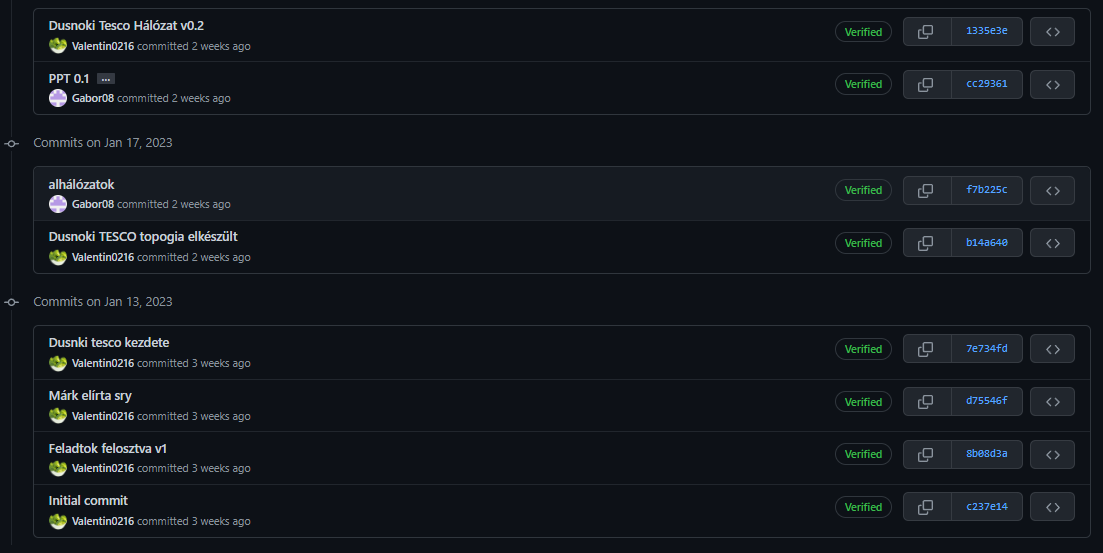 Dusnoki Tesco Hálózat v0.2
Verified
1335e3e
Valentin0216 committed 2 weeks ago
PPT 0.1 ...
Verified
cc29361
Gabor08 committed 2 weeks ago
Commits on Jan 17, 2023
alhálózatok
Verified
f7b225c
Gabor08 committed 2 weeks ago
Dusnoki TESCO topogia elkészült
Verified
b14a640
Valentin0216 committed 2 weeks ago
Commits on Jan 13, 2023
Dusnki tesco kezdete
Verified
7e734fd
Valentin0216 committed 3 weeks ago
Márk elírta sry
Verified
d75546f
Valentin0216 committed 3 weeks ago
Feladtok felosztva v1
Verified
8b08d3a
Valentin0216 committed 3 weeks ago
Initial commit
Verified
c237e14
Valentin0216 committed 3 weeks ago